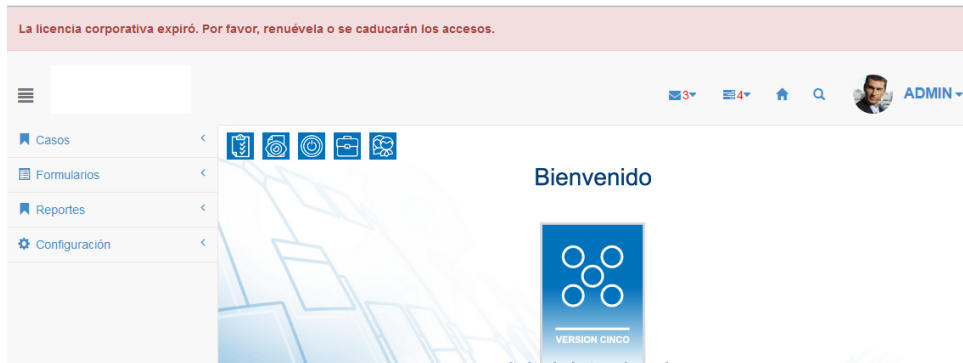 La licencia corporativa expiró. Por favor, renuévela o se caducarán los accesos.
3
4
ADMIN
Casos
Formularios
Reportes
Configuración
Bienvenido
VERSION CINCO